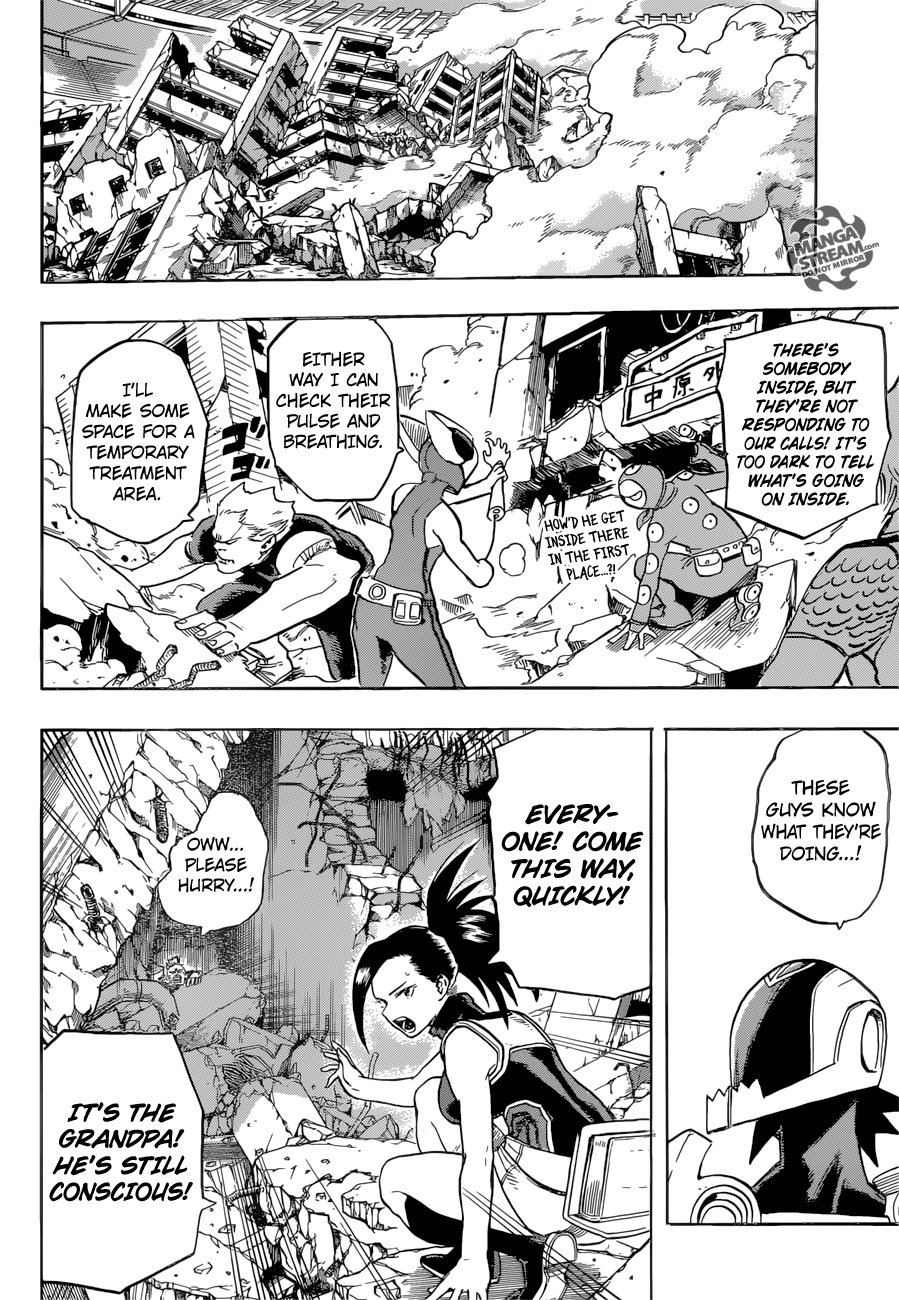 MANGA
STREAM.com
DO NOT MIRROR
THERE'S
SOMEBODY
INSIDE, BUT
THEY'RE NOT
RESPONDING TO
OUR CALLS! IT'S
TOO DARK TO TELL
WHAT'S GOING
ON INSIDE.
中原外
HOW'D HE GET
INSIDE THERE
IN THE FIRST
PLACE...?!
EITHER
WAY I CAN
CHECK THEIR
PULSE AND
BREATHING.
I'LL
MAKE SOME
SPACE FOR A
TEMPORARY
TREATMENT
AREA.
ゴゴ
THESE
GUYS KNOW
WHAT THEY'RE
DOING...!
EVERY-
ONE! COME
THIS WAY,
QUICKLY!
OWW.
PLEASE
HURRY...!
IT'S THE
GRANDPA!
HE'S STILL
CONSCIOUS!